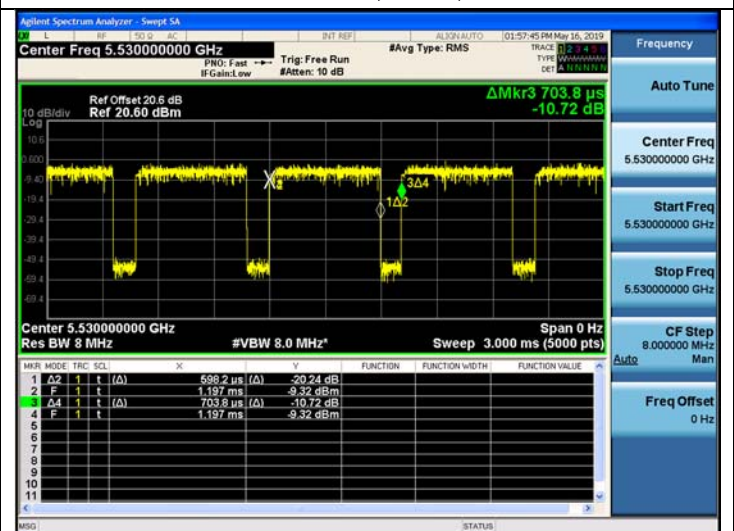 Agilent Spectrum Analyzer - Swept SA
L RF 50 Ω AC INT REF ALIGN AUTO 01:57:45 PM May 16, 2019
Center Freq 5.530000000 GHz
PNO: Fast Trig: Free Run
IFGain:Low #Atten: 10 dB
#Avg Type: RMS
TRACE 1 2 3 4 5 6
TYPE
DET A N N N N N
Frequency
Auto Tune
Center Freq
5.530000000 GHz
Start Freq
5.530000000 GHz
Stop Freq
5.530000000 GHz
CF Step
8.000000 MHz
Auto Man
Freq Offset
0 Hz
Ref Offset 20.6 dB
10 dB/div Ref 20.60 dBm
Log
ΔMkr3 703.8 µs
-10.72 dB
10.6
0.600
-9.40
-19.4
-29.4
-39.4
-49.4
-59.4
-69.4
3Δ4
1Δ2
Center 5.530000000 GHz Span 0 Hz
Res BW 8 MHz #VBW 8.0 MHz* Sweep 3.000 ms (5000 pts)
MKR MODE TRC SCL X Y FUNCTION FUNCTION WIDTH FUNCTION VALUE
1 Δ2 1 t (Δ) 598.2 µs (Δ) -20.24 dB
2 F 1 t 1.197 ms -9.32 dBm
3 Δ4 1 t (Δ) 703.8 µs (Δ) -10.72 dB
4 F 1 t 1.197 ms -9.32 dBm
5
6
7
8
9
10
11
MSG STATUS